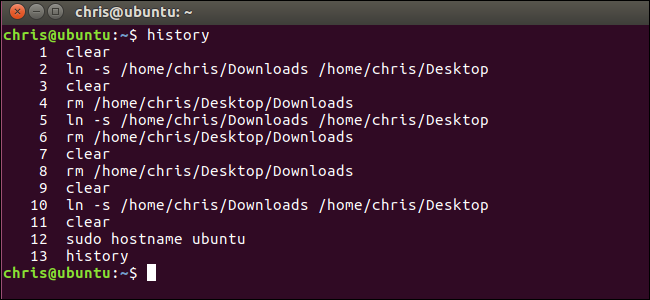 chris@ubuntu: ~
chris@ubuntu:~$ history
    1  clear
    2  ln -s /home/chris/Downloads /home/chris/Desktop
    3  clear
    4  rm /home/chris/Desktop/Downloads
    5  ln -s /home/chris/Downloads /home/chris/Desktop
    6  rm /home/chris/Desktop/Downloads
    7  clear
    8  rm /home/chris/Desktop/Downloads
    9  clear
   10  ln -s /home/chris/Downloads /home/chris/Desktop
   11  clear
   12  sudo hostname ubuntu
   13  history
chris@ubuntu:~$